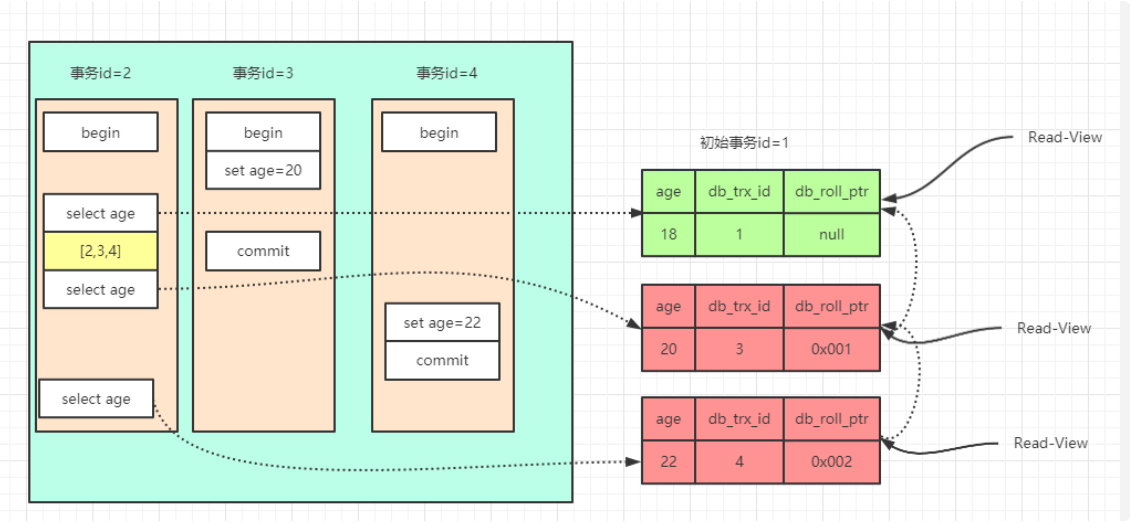 事务id=2
begin
select age
[2,3,4]
select age
select age
事务id=3
begin
set age=20
commit
事务id=4
begin
set age=22
commit
初始事务id=1
age db_trx_id db_roll_ptr
18 1 null
Read-View
age db_trx_id db_roll_ptr
20 3 0x001
Read-View
age db_trx_id db_roll_ptr
22 4 0x002
Read-View